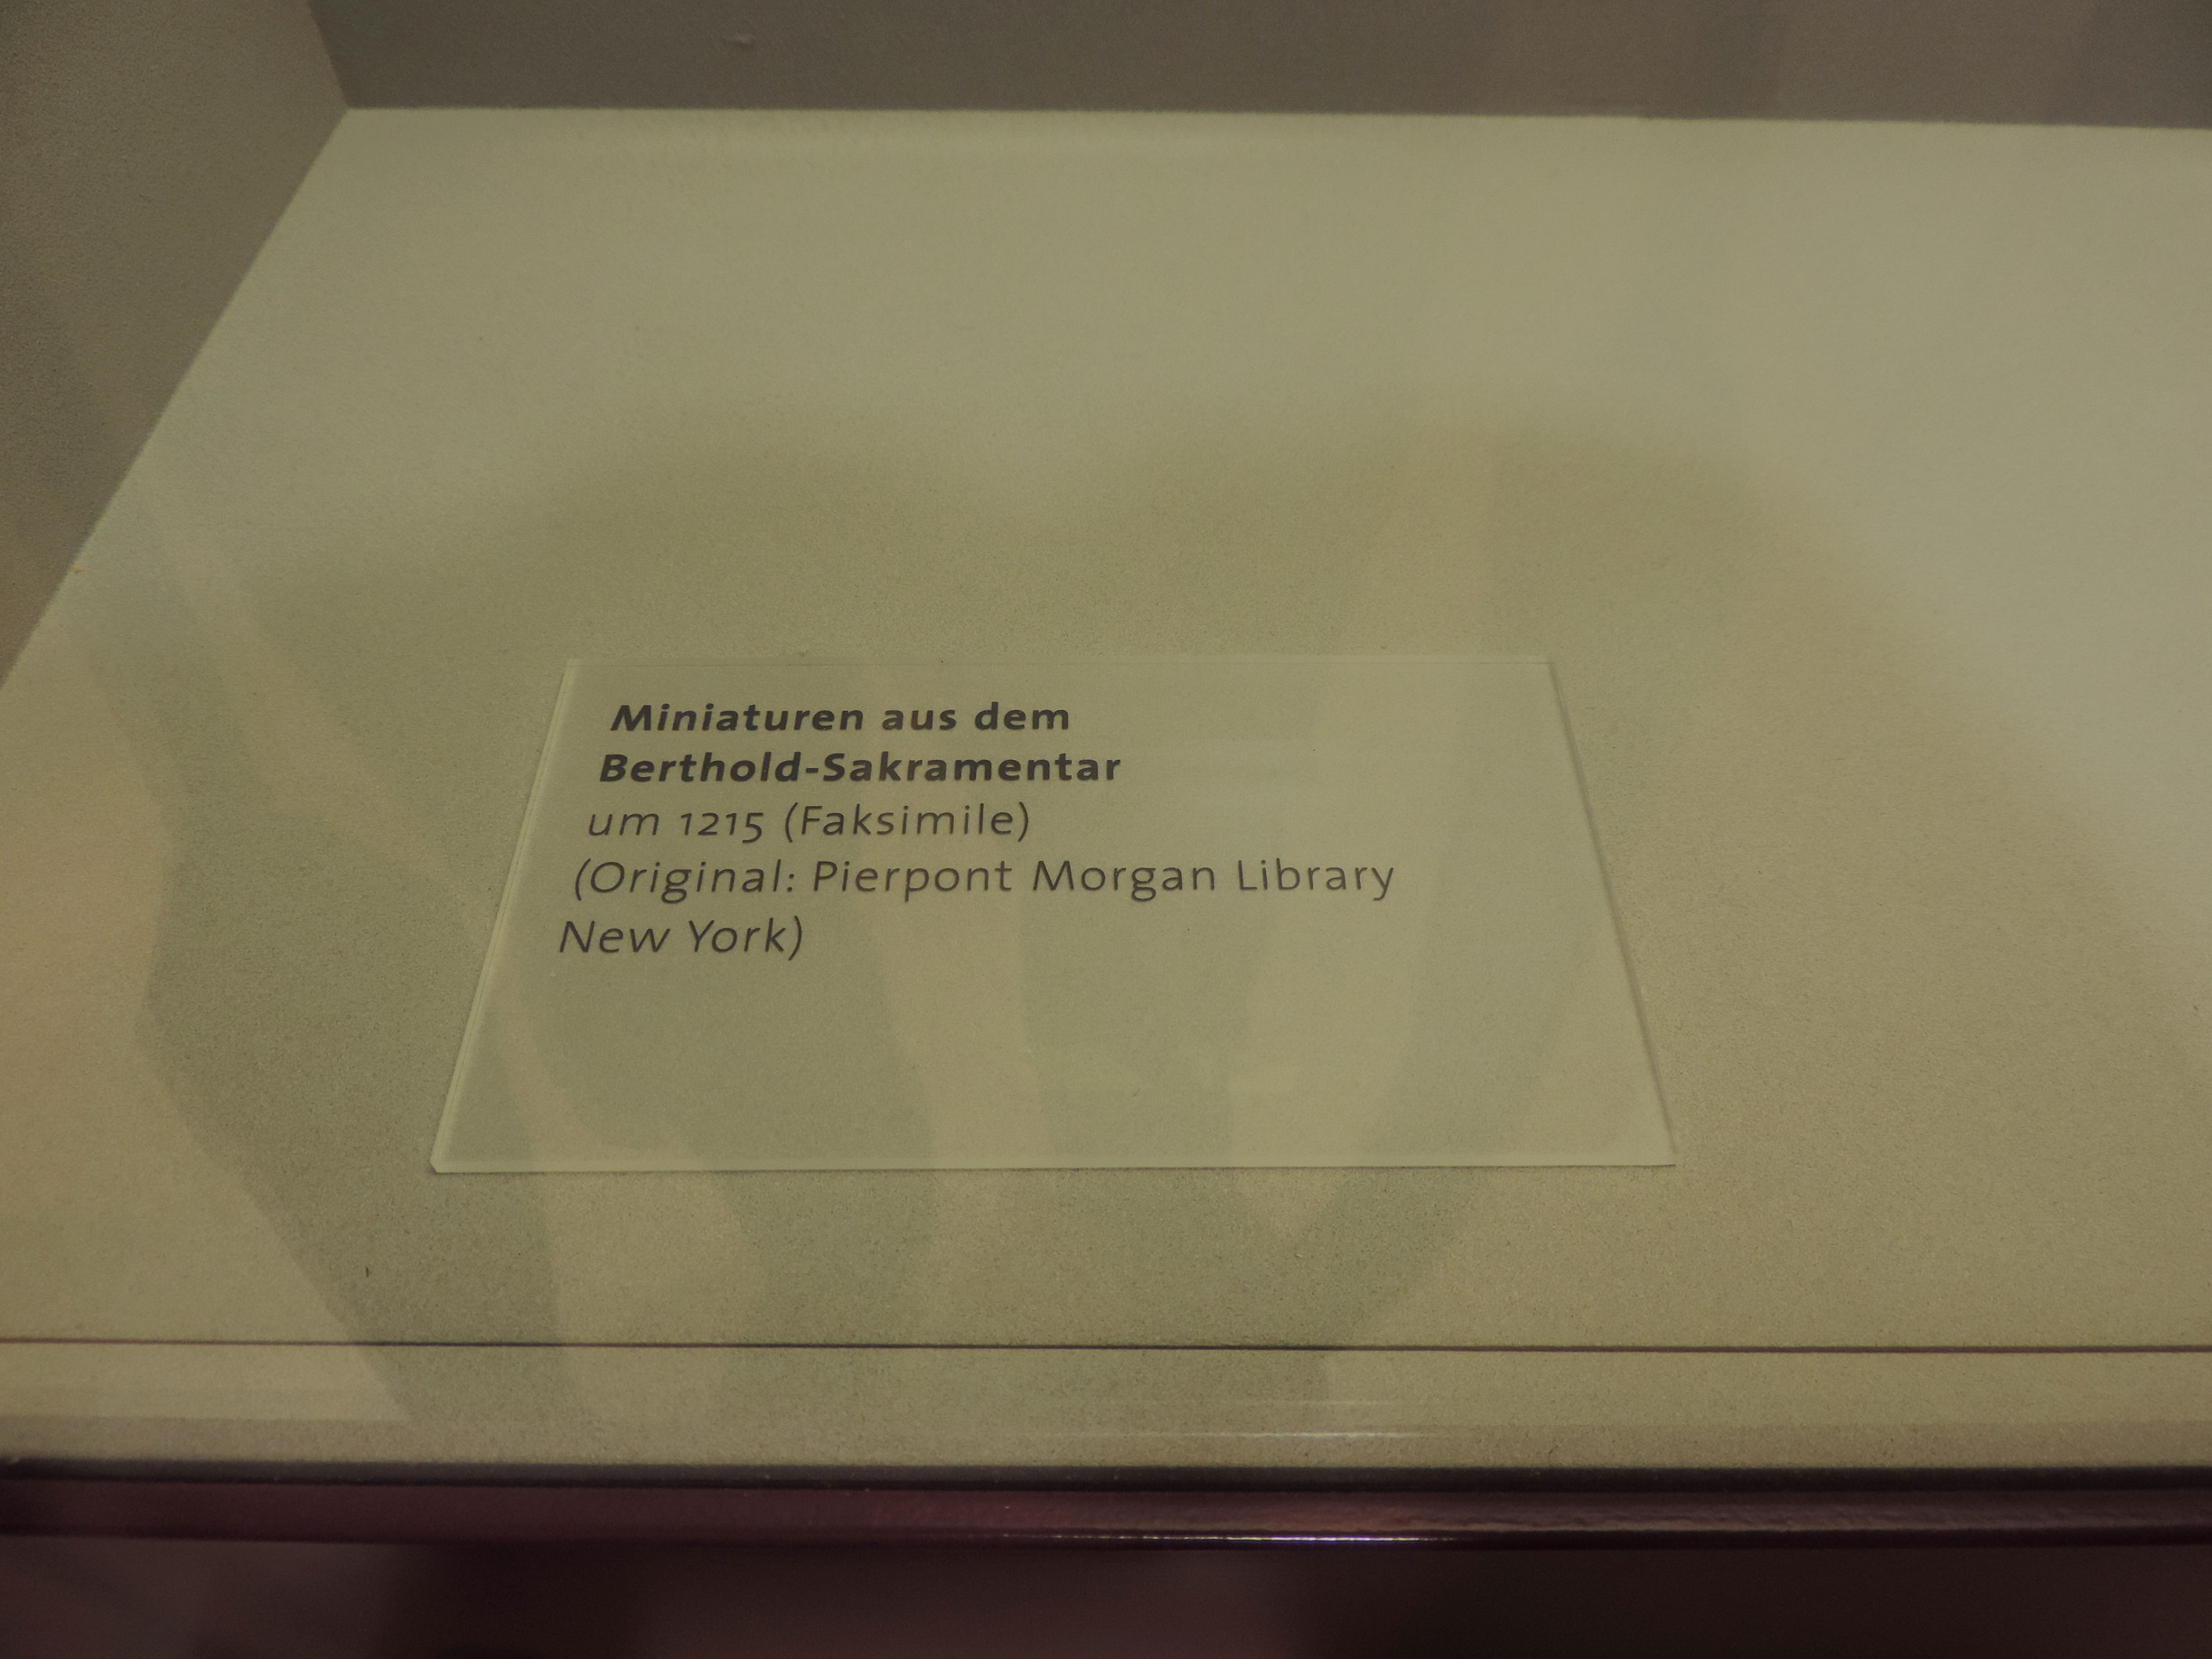 Miniaturen aus dem
Berthold-Sakramentar
um 1215 (Faksimile)
(Original: Pierpont Morgan Library
New York)